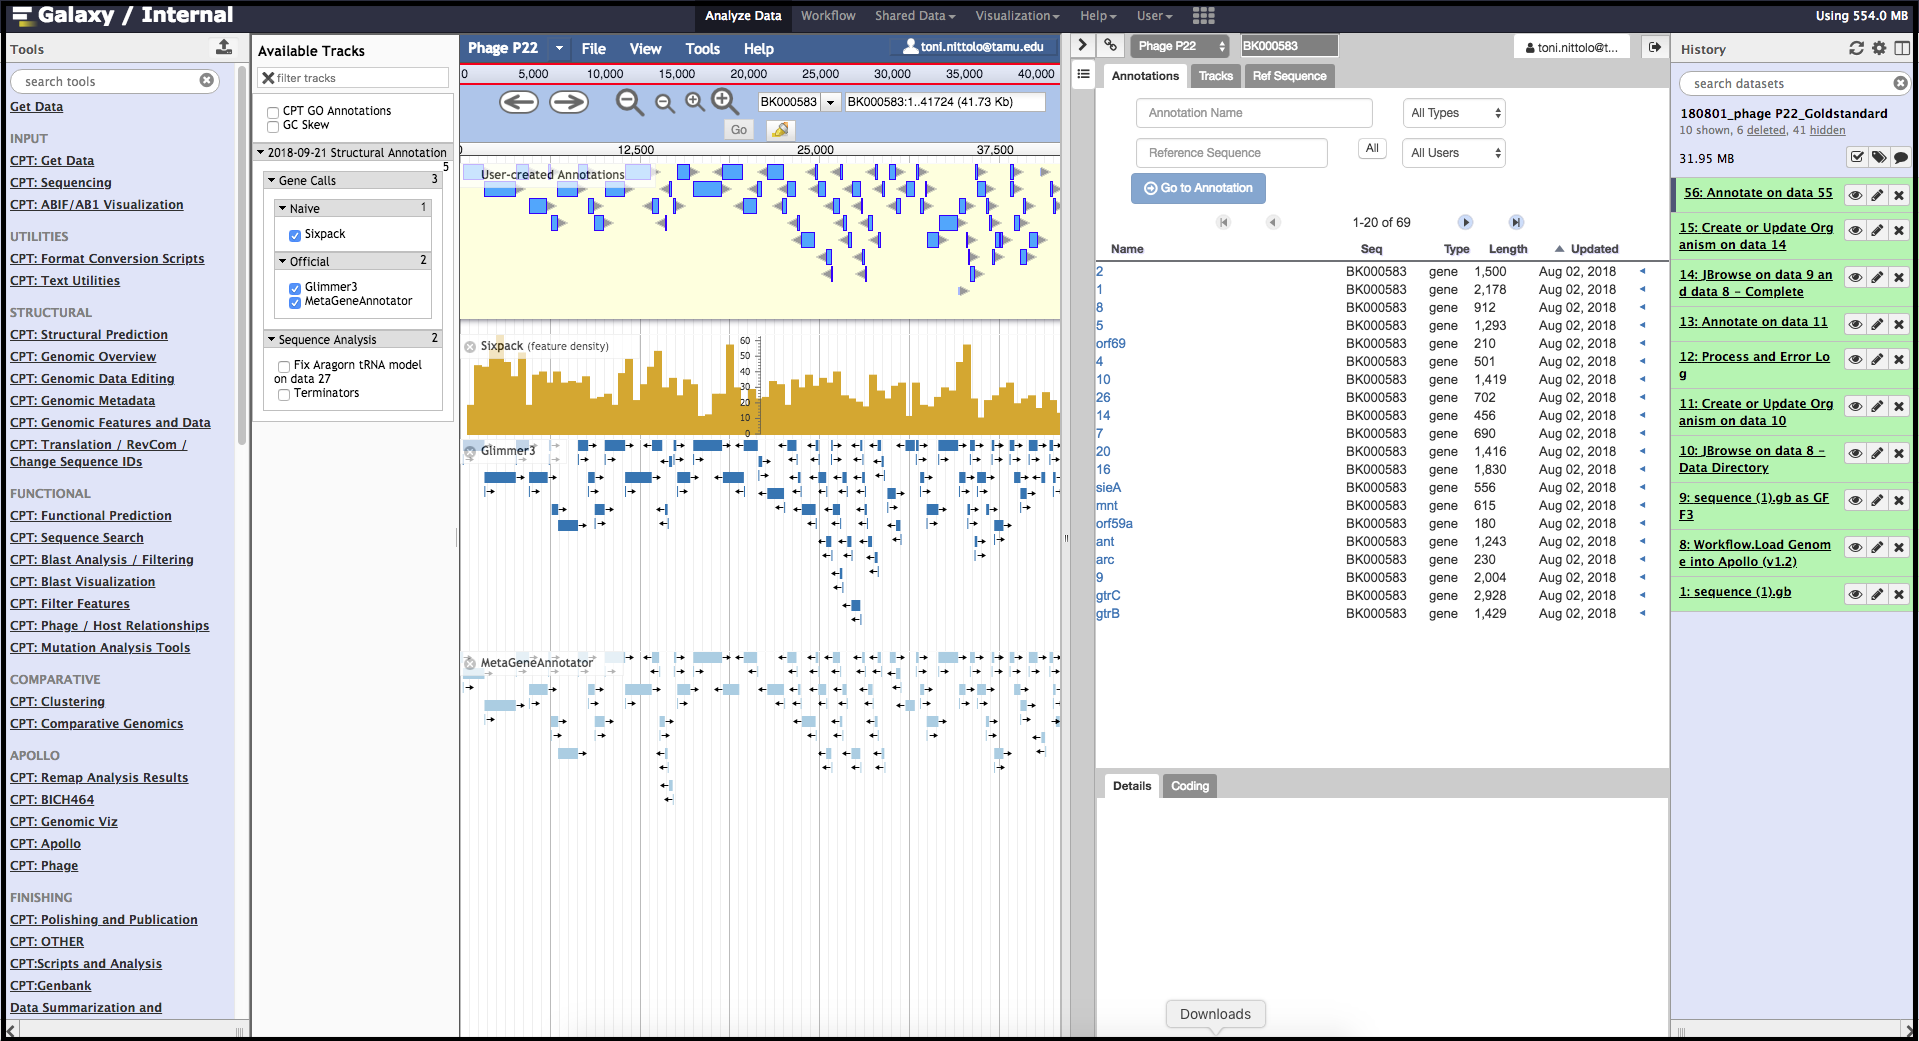 Galaxy / Internal
Analyze Data
Workflow
Shared Data
Visualization
Help
User
Using 554.0 MB
Tools
search tools
Get Data
INPUT
CPT: Get Data
CPT: Sequencing
CPT: ABIF/AB1 Visualization
UTILITIES
CPT: Format Conversion Scripts
CPT: Text Utilities
STRUCTURAL
CPT: Structural Prediction
CPT: Genomic Overview
CPT: Genomic Data Editing
CPT: Genomic Metadata
CPT: Genomic Features and Data
CPT: Translation / RevCom /
Change Sequence IDs
FUNCTIONAL
CPT: Functional Prediction
CPT: Sequence Search
CPT: Blast Analysis / Filtering
CPT: Blast Visualization
CPT: Filter Features
CPT: Phage / Host Relationships
CPT: Mutation Analysis Tools
COMPARATIVE
CPT: Clustering
CPT: Comparative Genomics
APOLLO
CPT: Remap Analysis Results
CPT: BICH464
CPT: Genomic Viz
CPT: Apollo
CPT: Phage
FINISHING
CPT: Polishing and Publication
CPT: OTHER
CPT:Scripts and Analysis
CPT:Genbank
Data Summarization and
Available Tracks
filter tracks
CPT GO Annotations
GC Skew
2018-09-21 Structural Annotation
5
Gene Calls 3
Naive 1
Sixpack
Official 2
Glimmer3
MetaGeneAnnotator
Sequence Analysis 2
Fix Aragorn tRNA model
on data 27
Terminators
Phage P22 File View Tools Help toni.nittolo@tamu.edu
0 5,000 10,000 15,000 20,000 25,000 30,000 35,000 40,000
BK000583 BK000583:1..41724 (41.73 Kb)
Go
12,500 25,000 37,500
User-created Annotations
Sixpack (feature density)
60
50
40
30
20
10
0
Glimmer3
MetaGeneAnnotator
Phage P22 BK000583 toni.nittolo@t...
Annotations Tracks Ref Sequence
Annotation Name All Types
Reference Sequence All All Users
Go to Annotation
1-20 of 69
Name Seq Type Length Updated
2 BK000583 gene 1,500 Aug 02, 2018
1 BK000583 gene 2,178 Aug 02, 2018
8 BK000583 gene 912 Aug 02, 2018
5 BK000583 gene 1,293 Aug 02, 2018
orf69 BK000583 gene 210 Aug 02, 2018
4 BK000583 gene 501 Aug 02, 2018
10 BK000583 gene 1,419 Aug 02, 2018
26 BK000583 gene 702 Aug 02, 2018
14 BK000583 gene 456 Aug 02, 2018
7 BK000583 gene 690 Aug 02, 2018
20 BK000583 gene 1,416 Aug 02, 2018
16 BK000583 gene 1,830 Aug 02, 2018
sieA BK000583 gene 556 Aug 02, 2018
mnt BK000583 gene 615 Aug 02, 2018
orf59a BK000583 gene 180 Aug 02, 2018
ant BK000583 gene 1,243 Aug 02, 2018
arc BK000583 gene 230 Aug 02, 2018
9 BK000583 gene 2,004 Aug 02, 2018
gtrC BK000583 gene 2,928 Aug 02, 2018
gtrB BK000583 gene 1,429 Aug 02, 2018
Details Coding
Downloads
History
search datasets
180801_phage P22_Goldstandard
10 shown, 6 deleted, 41 hidden
31.95 MB
56: Annotate on data 55
15: Create or Update Org
anism on data 14
14: JBrowse on data 9 an
d data 8 - Complete
13: Annotate on data 11
12: Process and Error Lo
g
11: Create or Update Org
anism on data 10
10: JBrowse on data 8 -
Data Directory
9: sequence (1).gb as GF
F3
8: Workflow.Load Genom
e into Apollo (v1.2)
1: sequence (1).gb